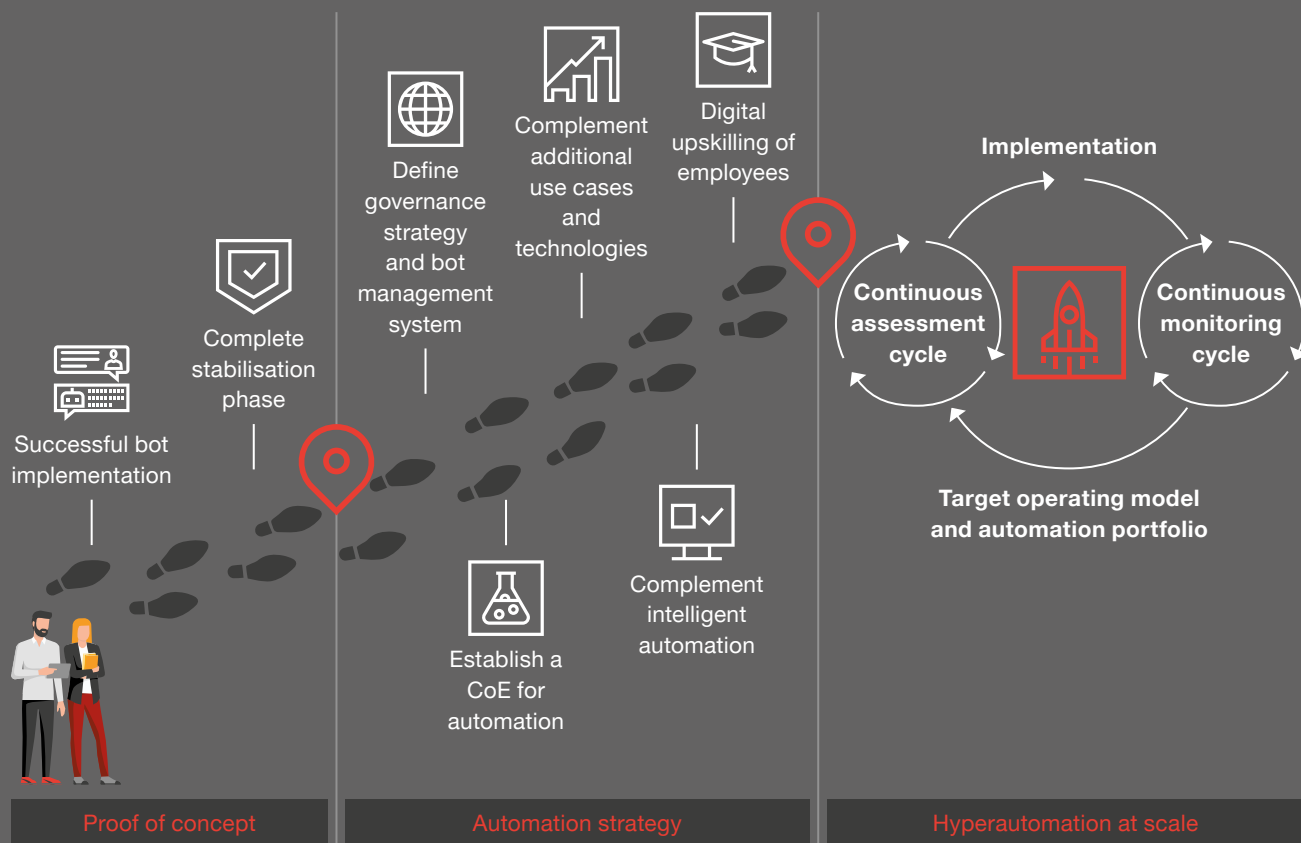 Successful bot
implementation
Complete
stabilisation
phase
Define
governance
strategy
and bot
management
system
Establish a
CoE for
automation
Complement
additional
use cases
and
technologies
Complement
intelligent
automation
Digital
upskilling of
employees
Implementation
Continuous
assessment
cycle
Continuous
monitoring
cycle
Target operating model
and automation portfolio
Proof of concept
Automation strategy
Hyperautomation at scale